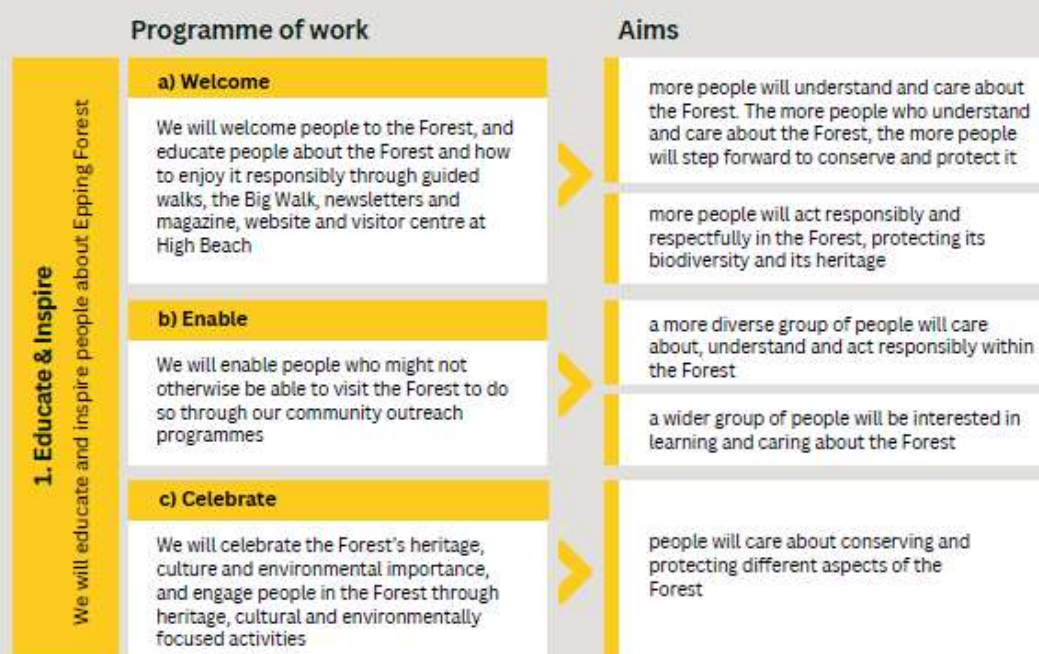 Programme of work
Aims
1. Educate & Inspire
We will educate and inspire people about Epping Forest
a) Welcome
We will welcome people to the Forest, and
educate people about the Forest and how
to enjoy it responsibly through guided
walks, the Big Walk, newsletters and
magazine, website and visitor centre at
High Beach
more people will understand and care about
the Forest. The more people who understand
and care about the Forest, the more people
will step forward to conserve and protect it
more people will act responsibly and
respectfully in the Forest, protecting its
biodiversity and its heritage
b) Enable
We will enable people who might not
otherwise be able to visit the Forest to do
so through our community outreach
programmes
a more diverse group of people will care
about, understand and act responsibly within
the Forest
a wider group of people will be interested in
learning and caring about the Forest
c) Celebrate
We will celebrate the Forest's heritage,
culture and environmental importance,
and engage people in the Forest through
heritage, cultural and environmentally
focused activities
people will care about conserving and
protecting different aspects of the
Forest